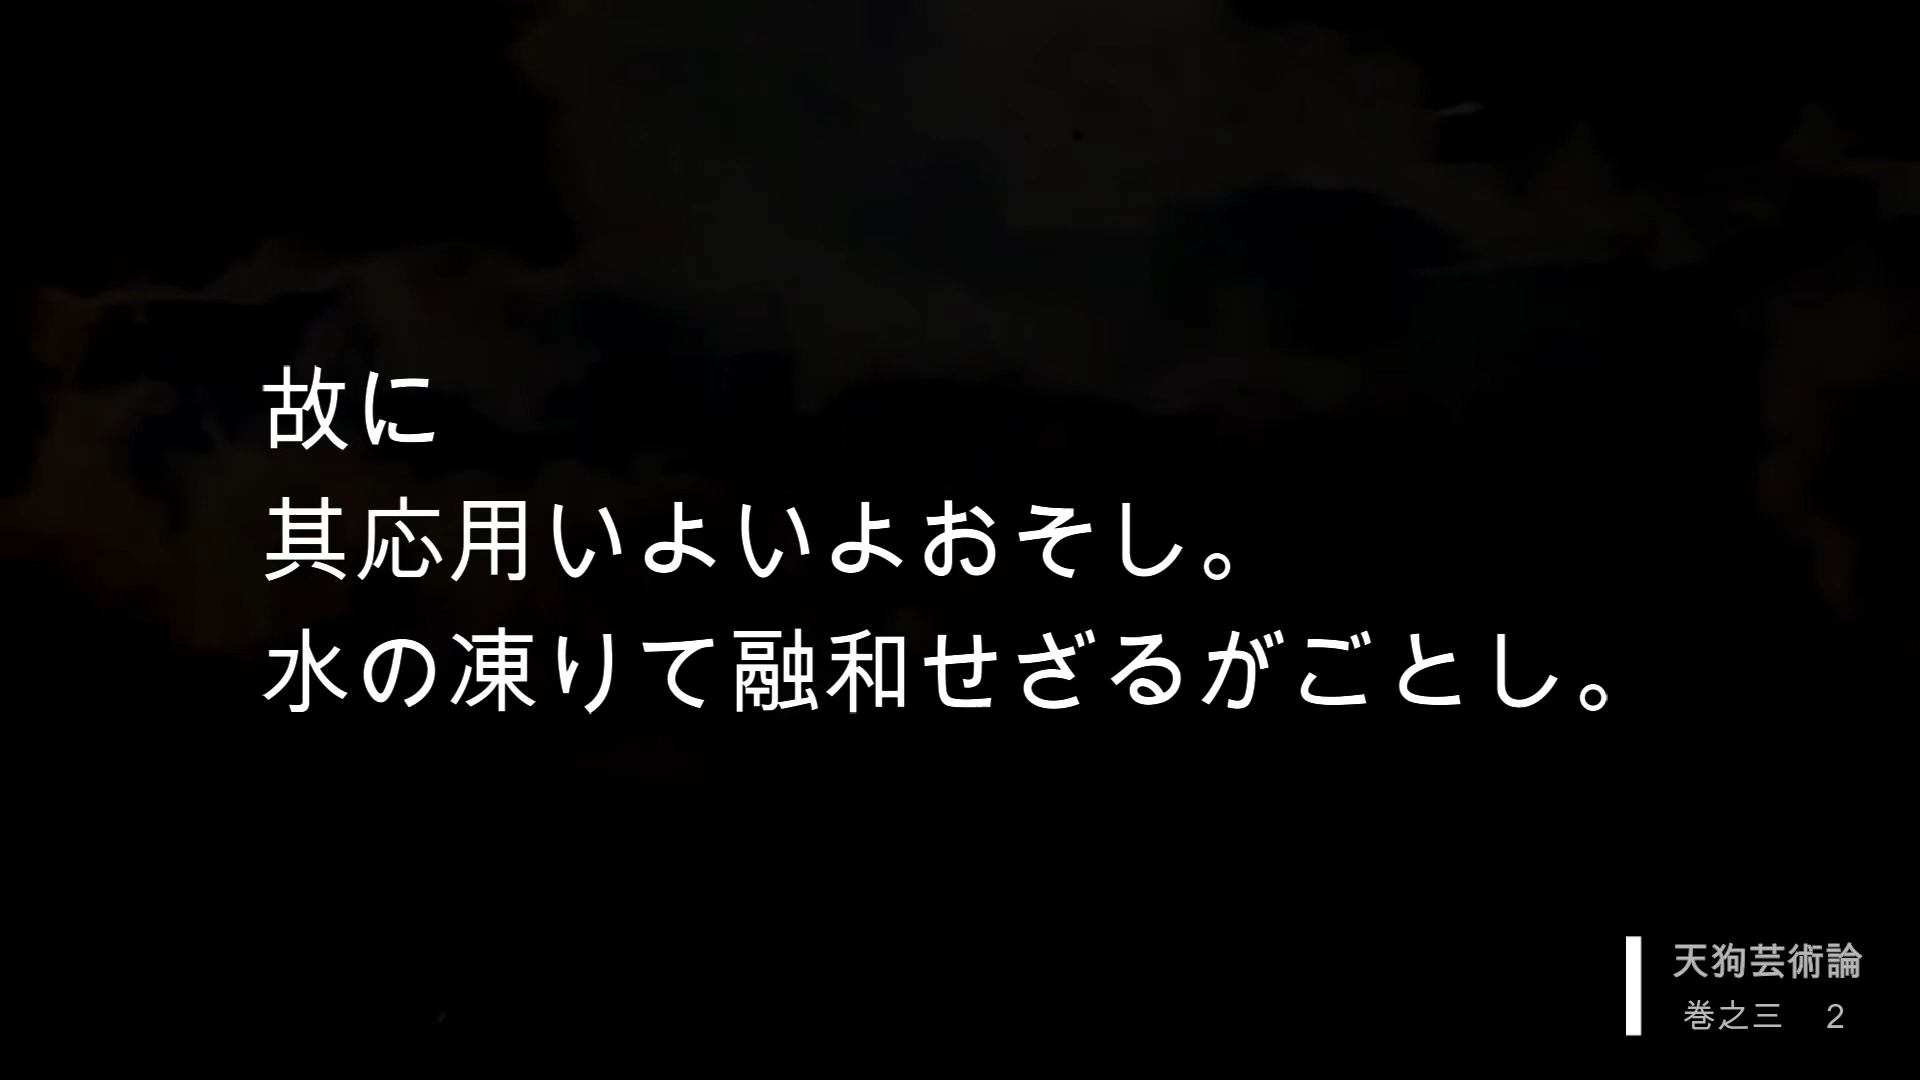 故に
其応用いよいよおそし。
水の凍りて融和せざるがごとし。
天狗芸術論
巻之三　2